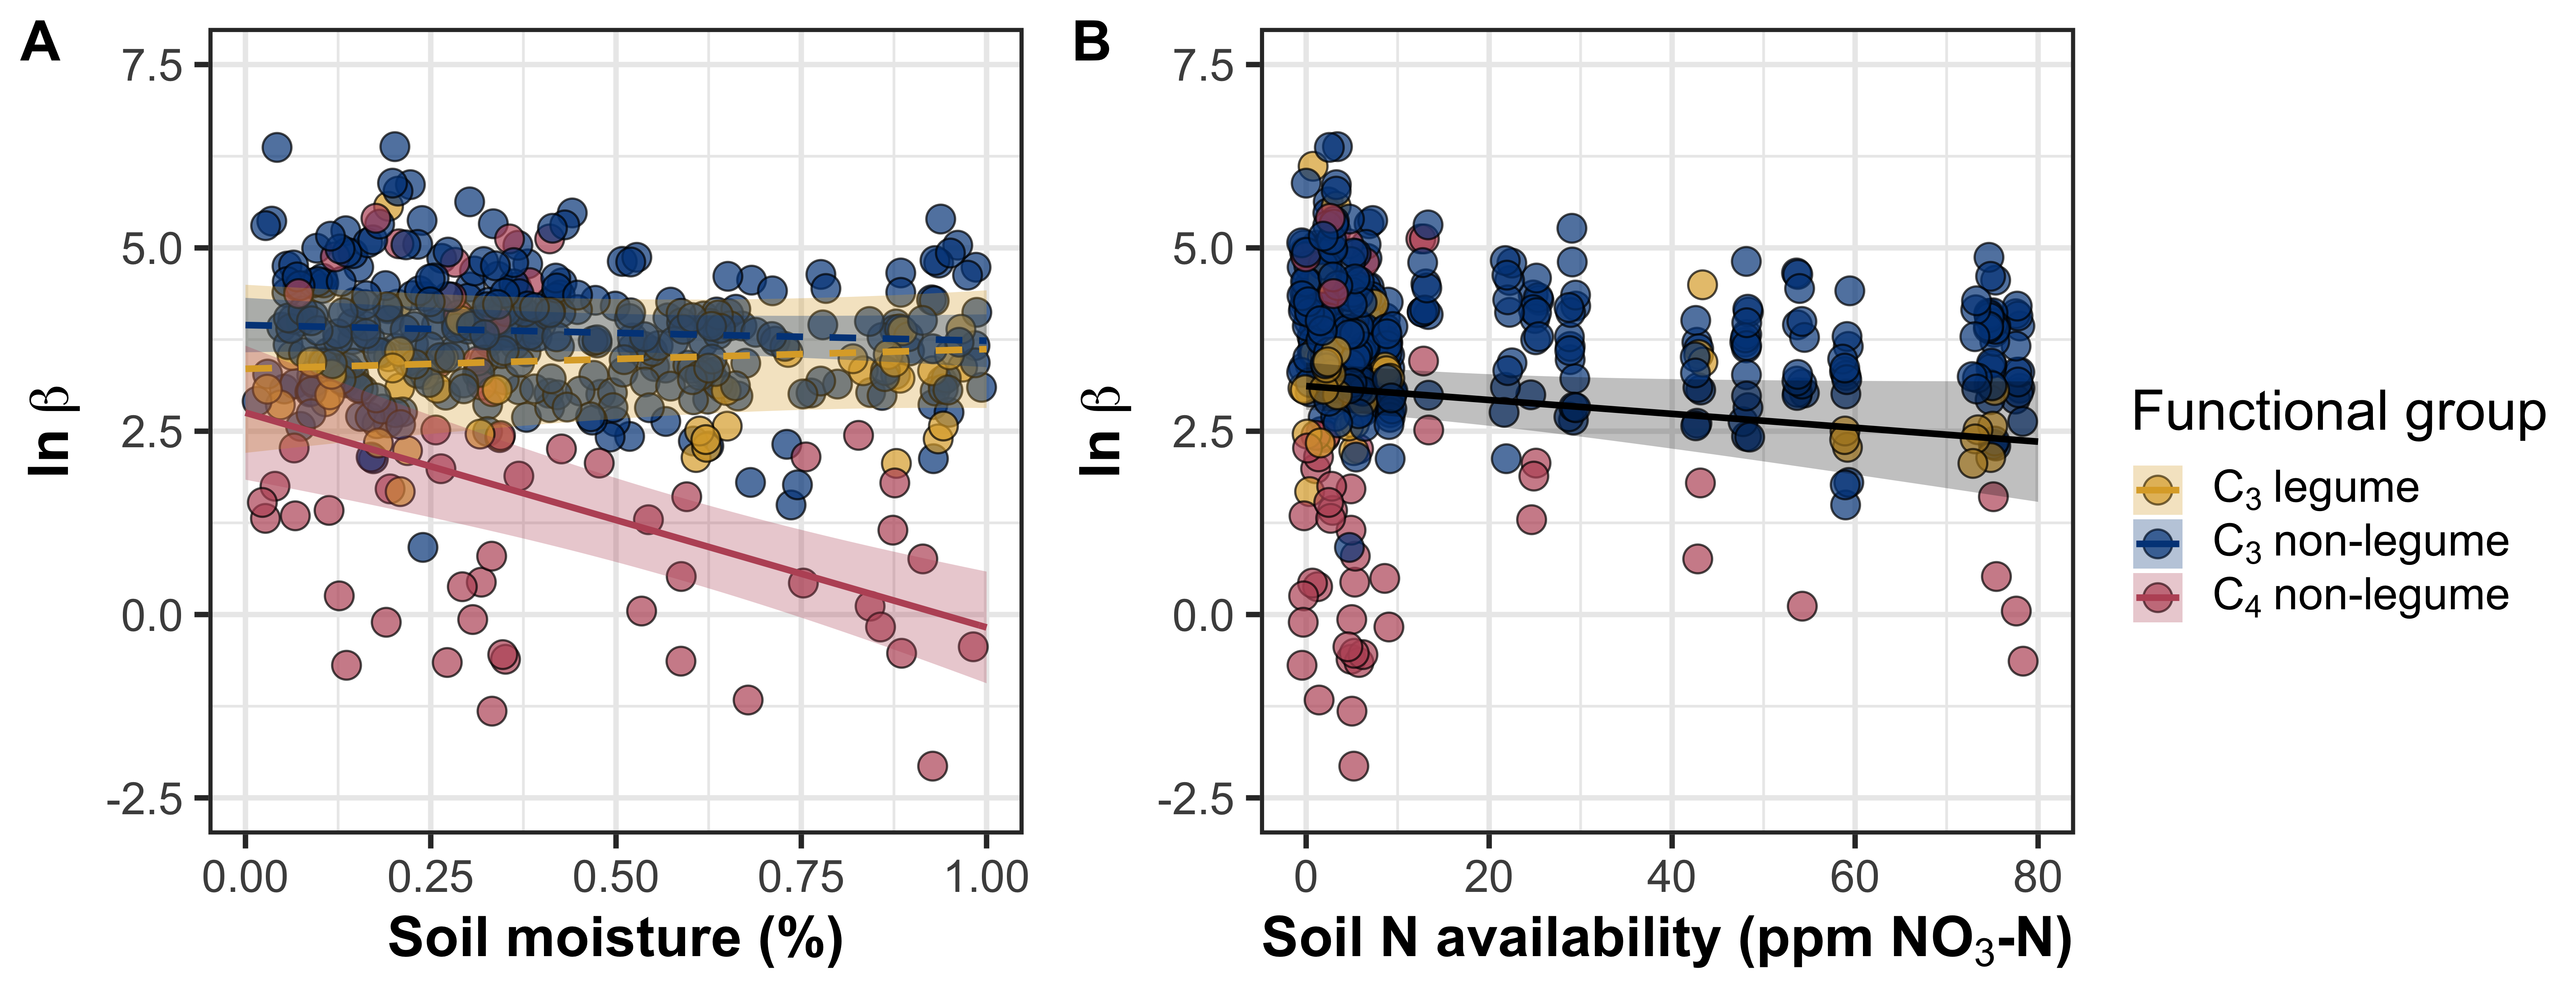 A
B
7.5
5.0
2.5
0.0
-2.5
ln β
0.00 0.25 0.50 0.75 1.00
Soil moisture (%)
7.5
5.0
2.5
0.0
-2.5
ln β
0 20 40 60 80
Soil N availability (ppm NO₃-N)
Functional group
C₃ legume
C₃ non-legume
C₄ non-legume